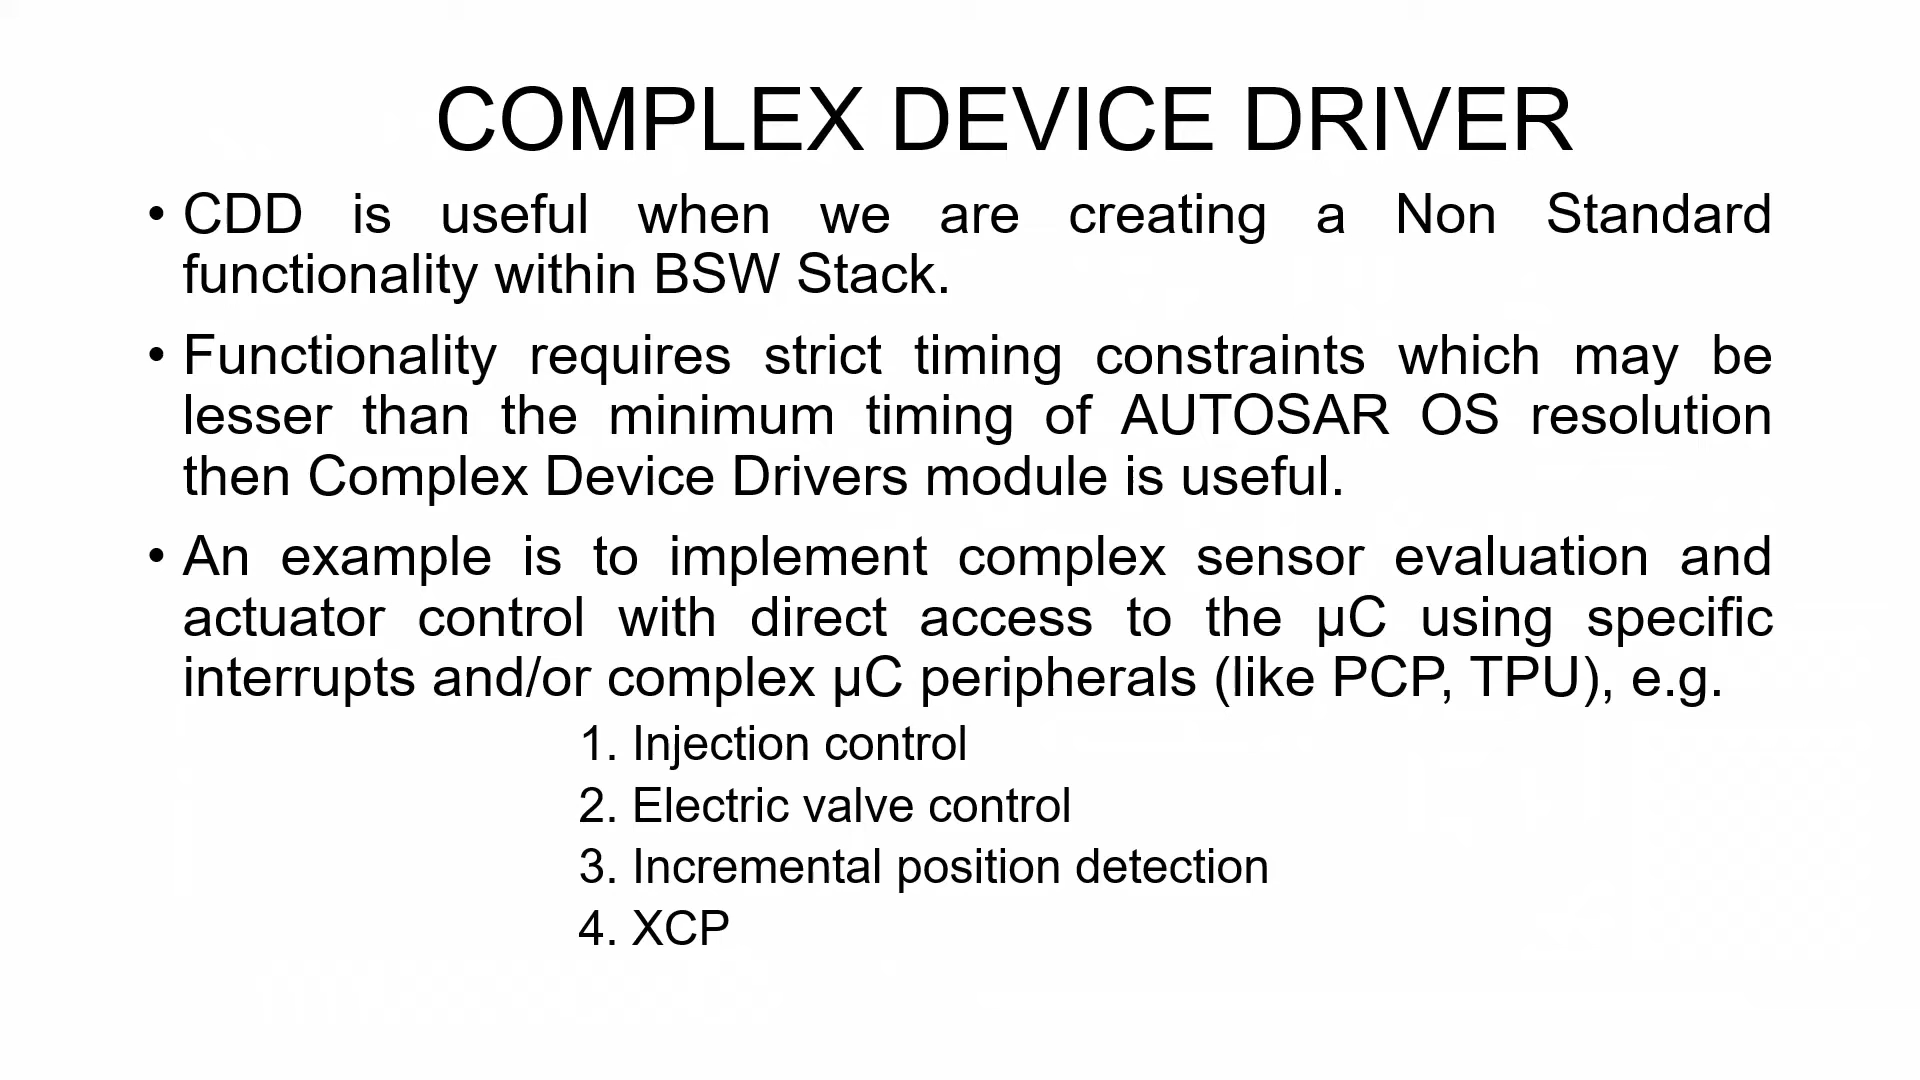 COMPLEX DEVICE DRIVER
• CDD is useful when we are creating a Non Standard
functionality within BSW Stack.
• Functionality requires strict timing constraints which may be
lesser than the minimum timing of AUTOSAR OS resolution
then Complex Device Drivers module is useful.
• An example is to implement complex sensor evaluation and
actuator control with direct access to the µC using specific
interrupts and/or complex µC peripherals (like PCP, TPU), e.g.
1. Injection control
2. Electric valve control
3. Incremental position detection
4. XCP